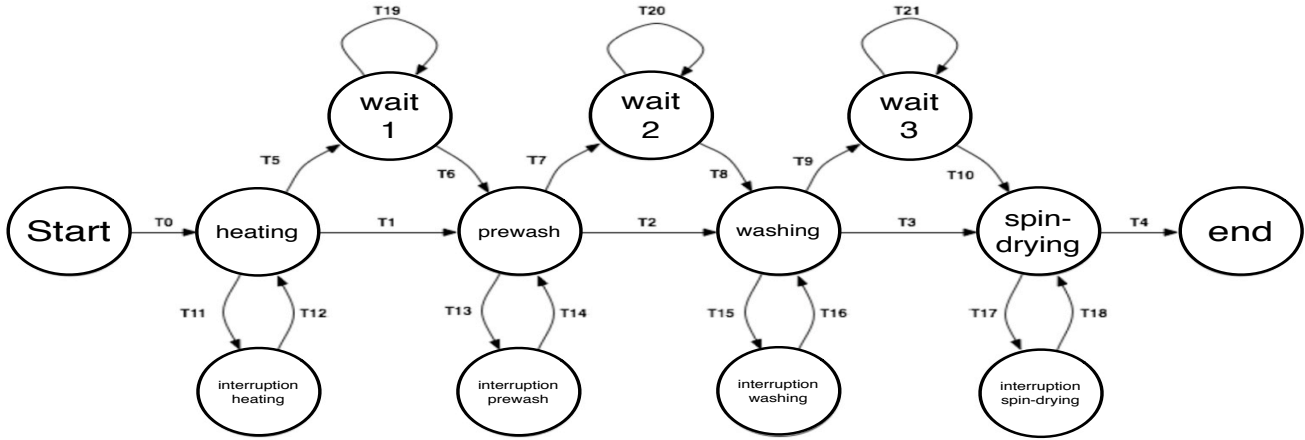 T19
T20
T21
wait
1
wait
2
wait
3
T5
T6
T7
T8
T9
T10
Start
T0
heating
T1
prewash
T2
washing
T3
spin-
drying
T4
end
T11
T12
T13
T14
T15
T16
T17
T18
interruption
heating
interruption
prewash
interruption
washing
interruption
spin-drying